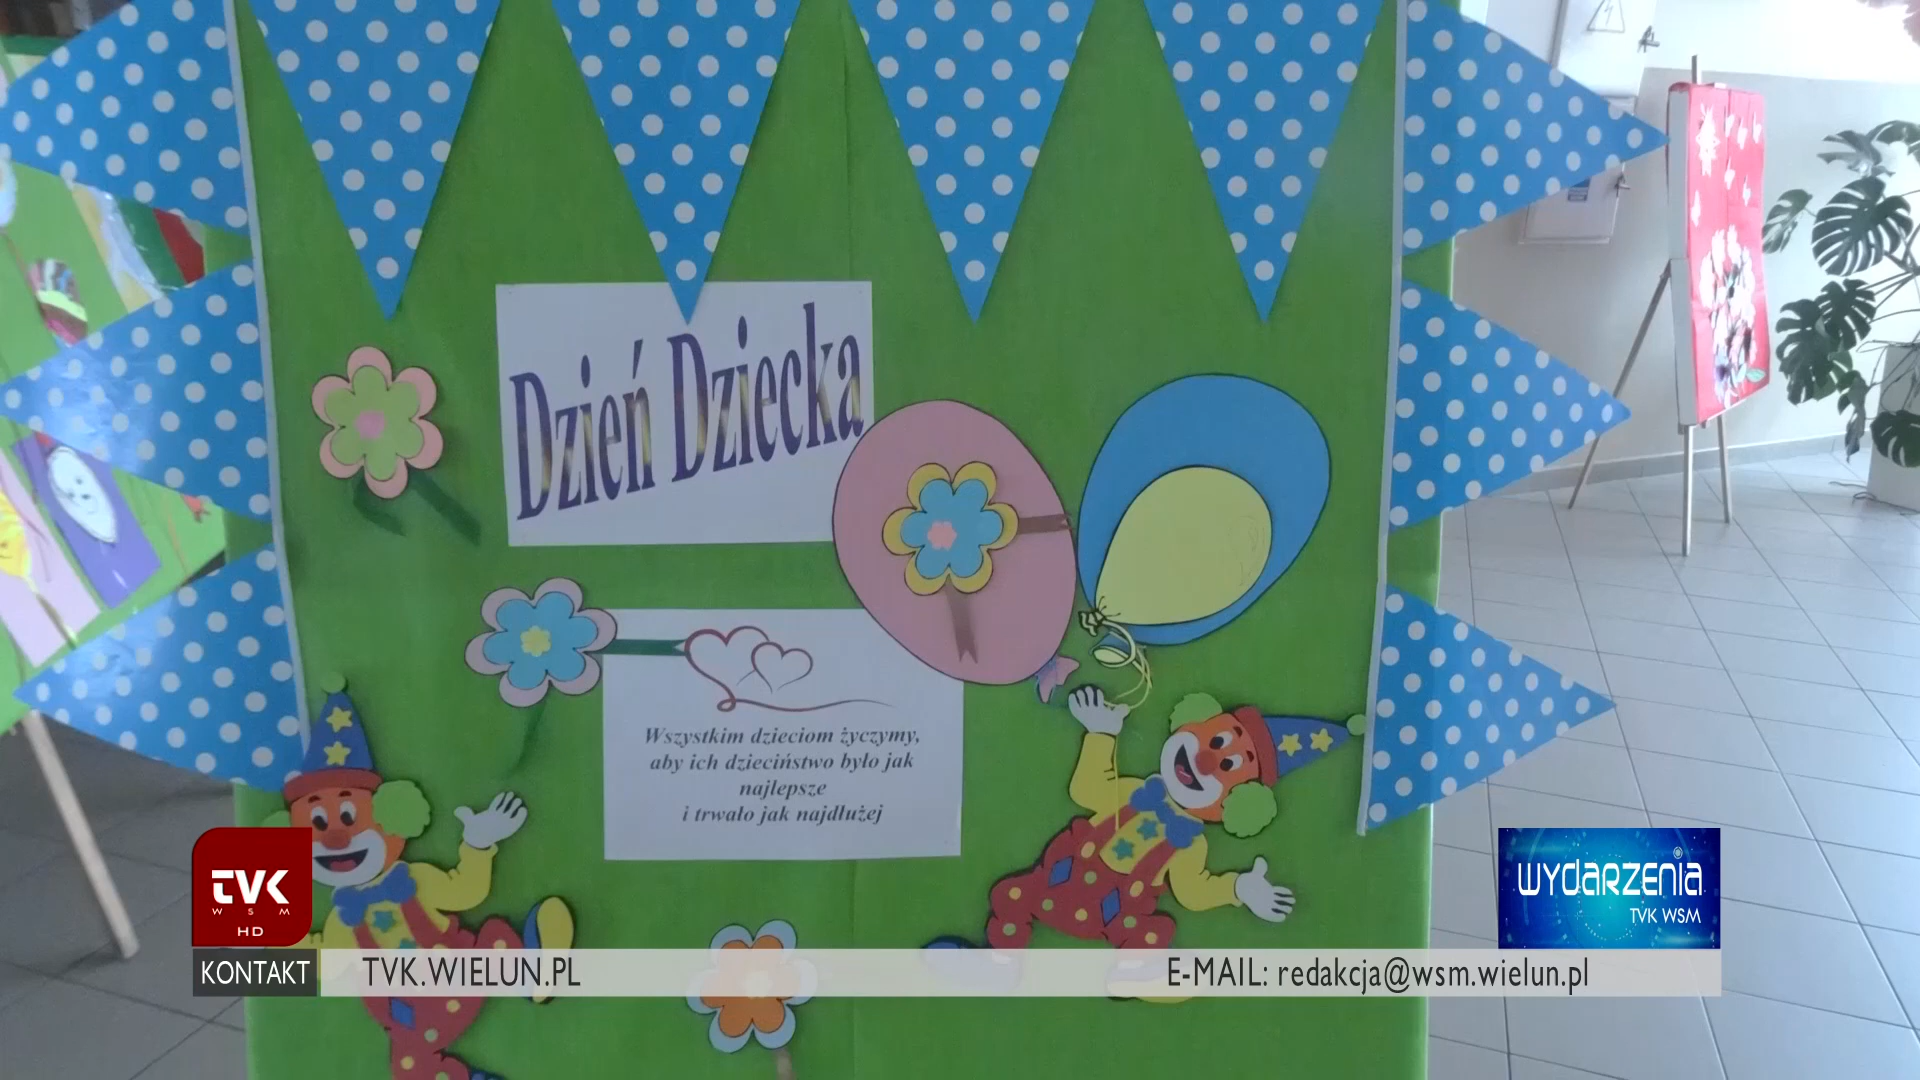 Dzień Dziecka
Wszystkim dzieciom życzymy,
aby ich dzieciństwo było jak
najlepsze
i trwało jak najdłużej
TVK
WSM
HD
WYDARZENIA
TVK WSM
KONTAKT TVK.WIELUN.PL E-MAIL: redakcja@wsm.wielun.pl